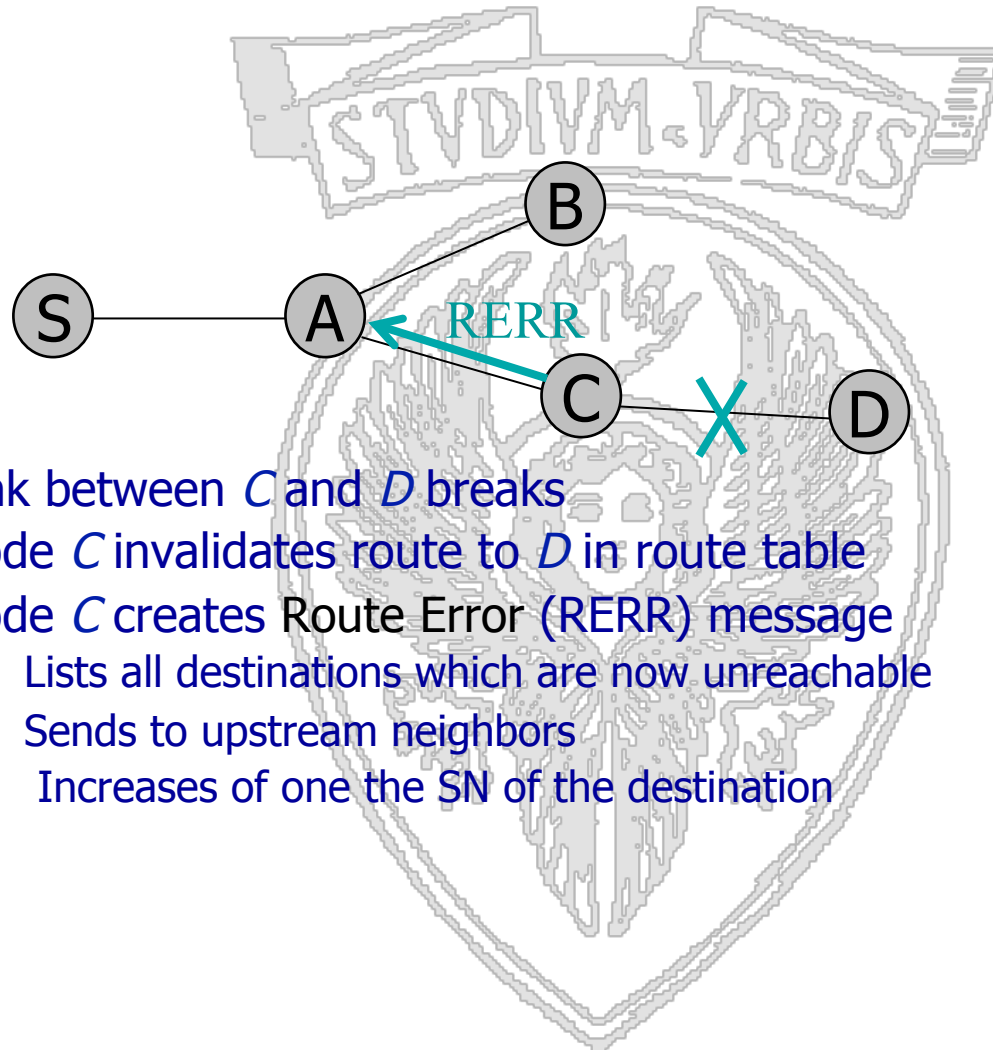 STVDIVM VRBIS
B
S
A
RERR
C
D
nk between C and D breaks
ode C invalidates route to D in route table
ode C creates Route Error (RERR) message
Lists all destinations which are now unreachable
Sends to upstream neighbors
Increases of one the SN of the destination